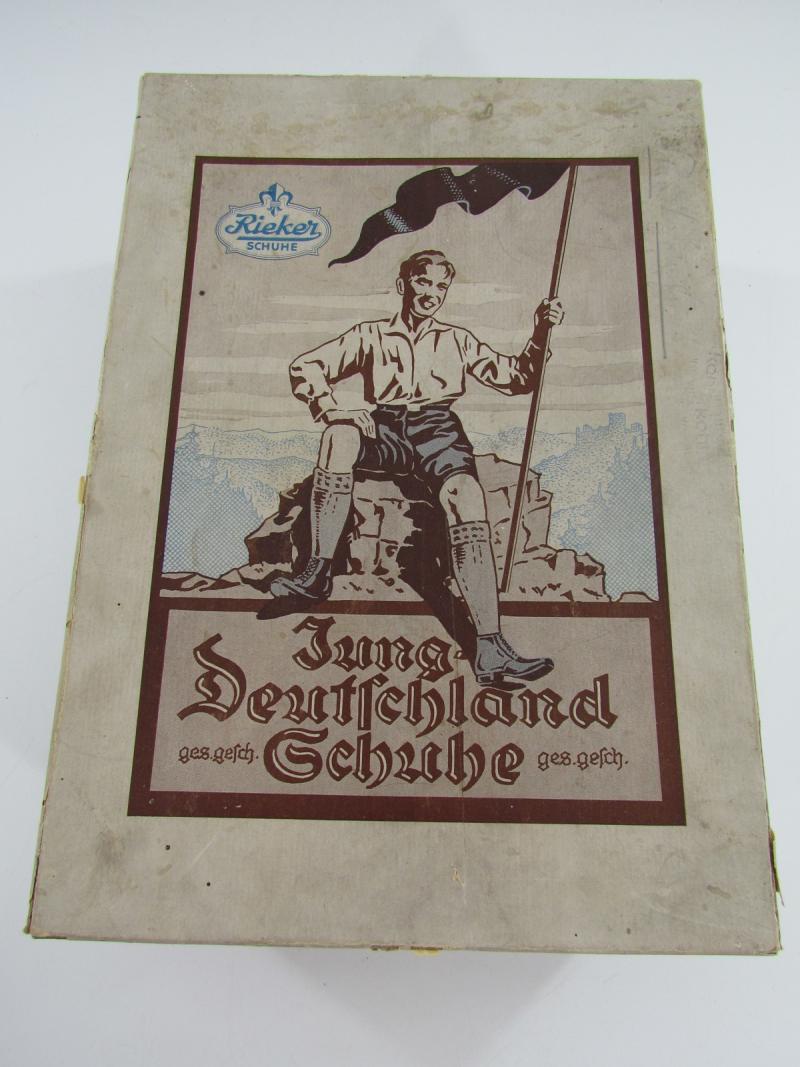 Rieker
SCHUHE
Jung-
Deutſchland
geſ. geſch. Schuhe geſ. geſch.